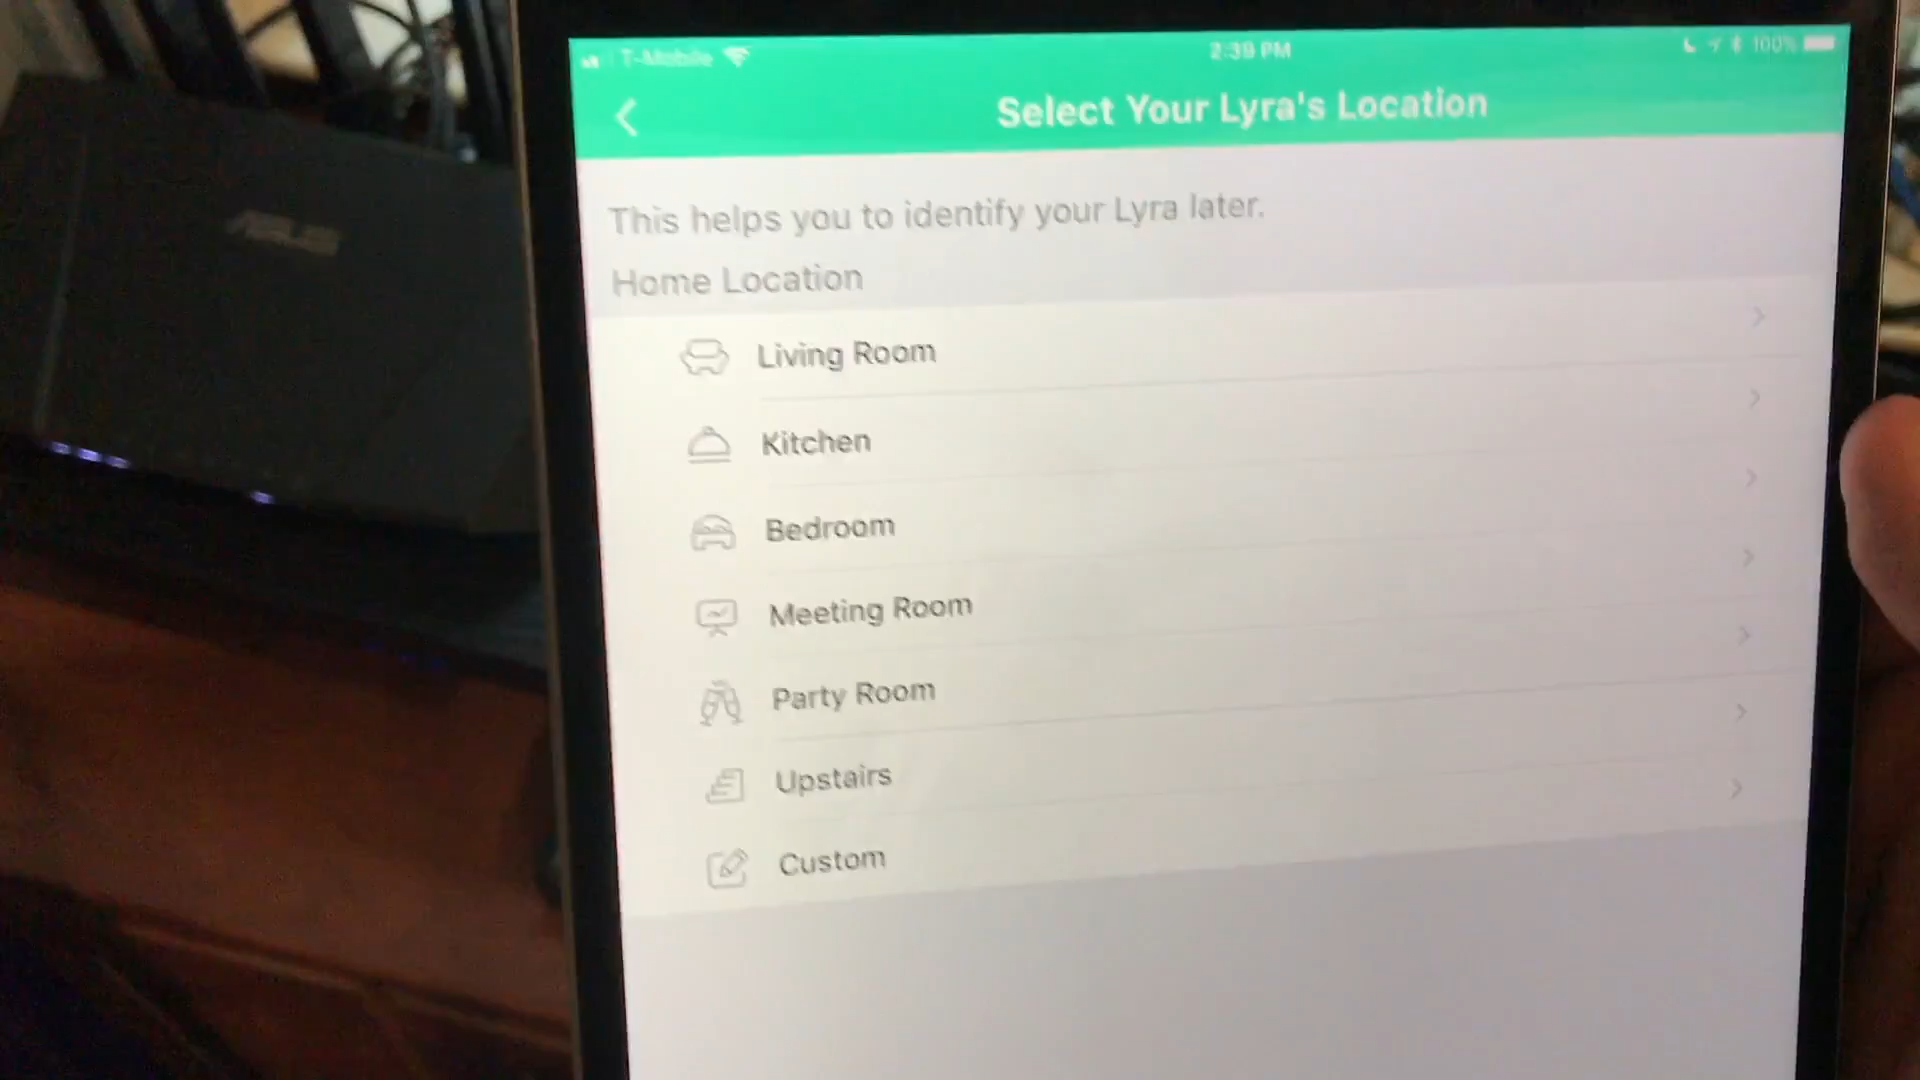 T-Mobile
2:39 PM
100%
Select Your Lyra's Location
This helps you to identify your Lyra later.
Home Location
Living Room
Kitchen
Bedroom
Meeting Room
Party Room
Upstairs
Custom
ASUS